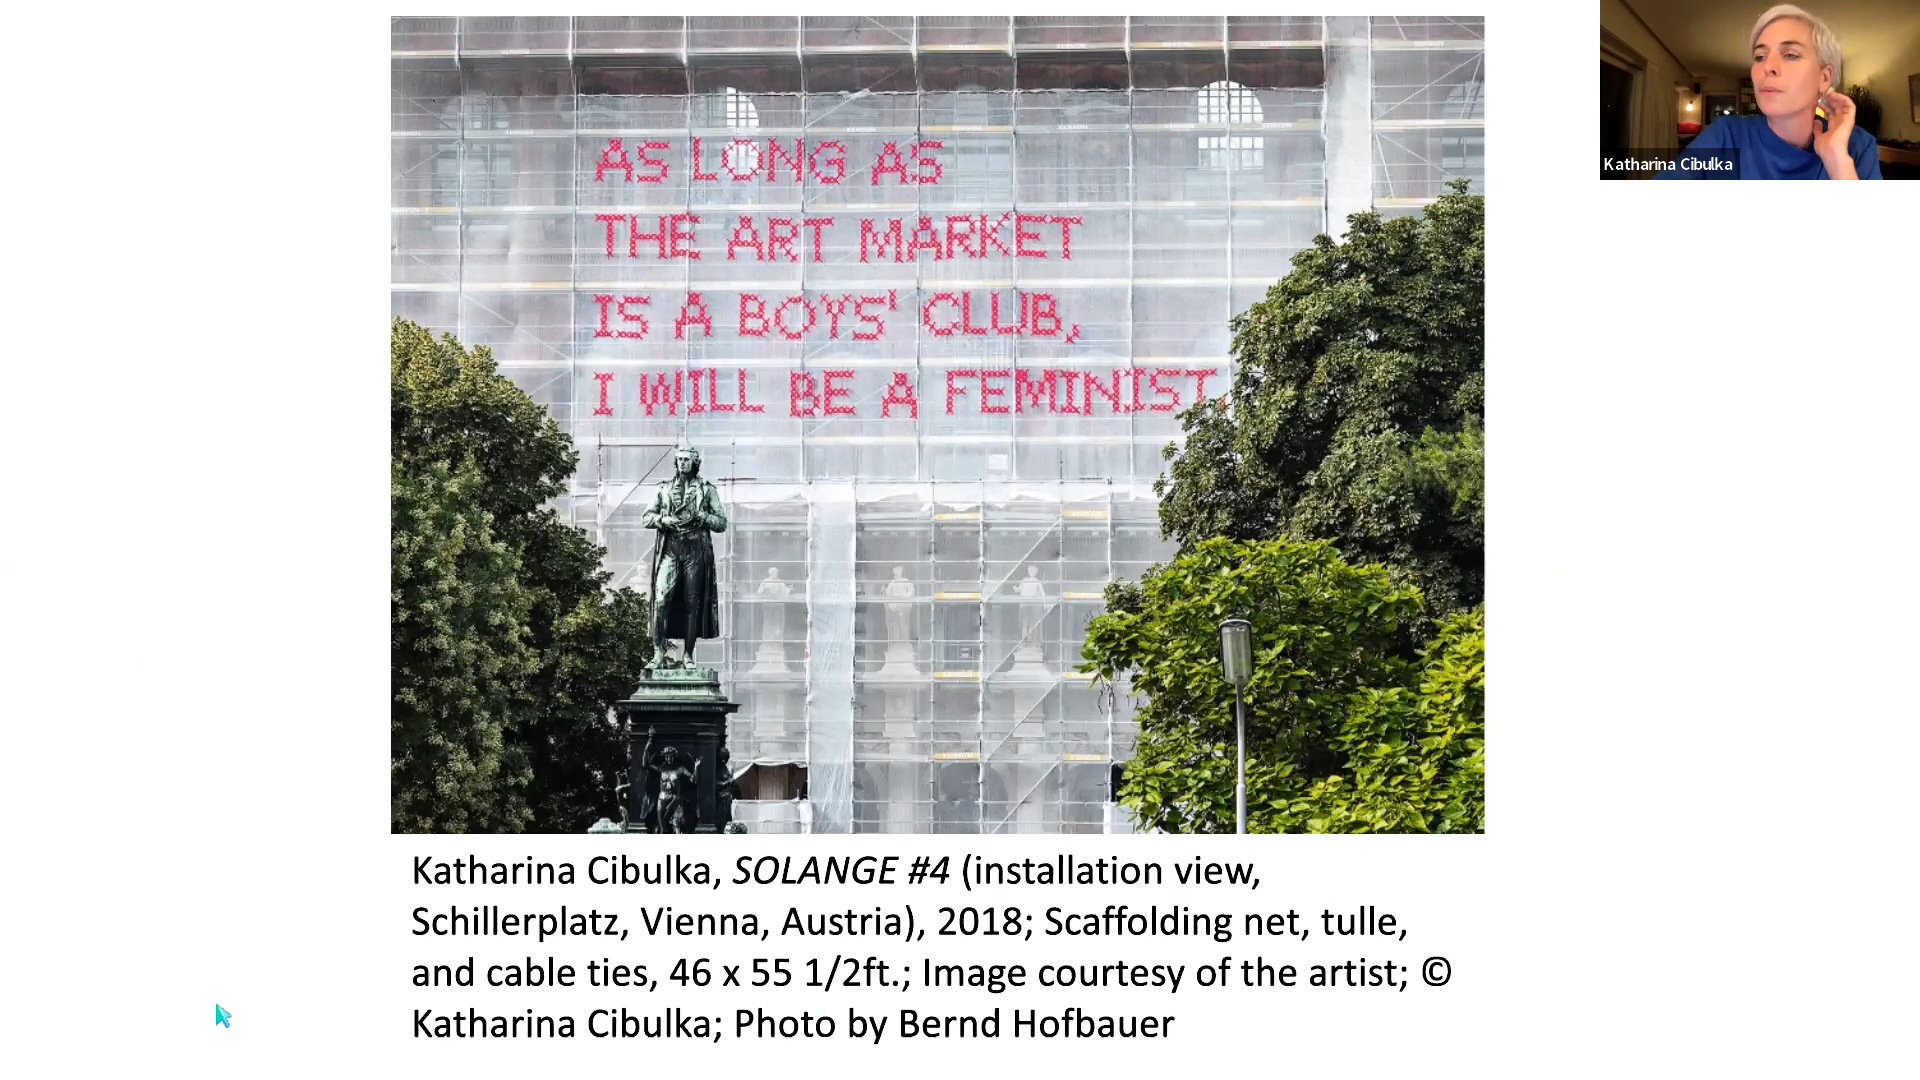 AS LONG AS
THE ART MARKET
IS A BOYS' CLUB,
I WILL BE A FEMINIST.
Katharina Cibulka
Katharina Cibulka, SOLANGE #4 (installation view,
Schillerplatz, Vienna, Austria), 2018; Scaffolding net, tulle,
and cable ties, 46 x 55 1/2ft.; Image courtesy of the artist; ©
Katharina Cibulka; Photo by Bernd Hofbauer